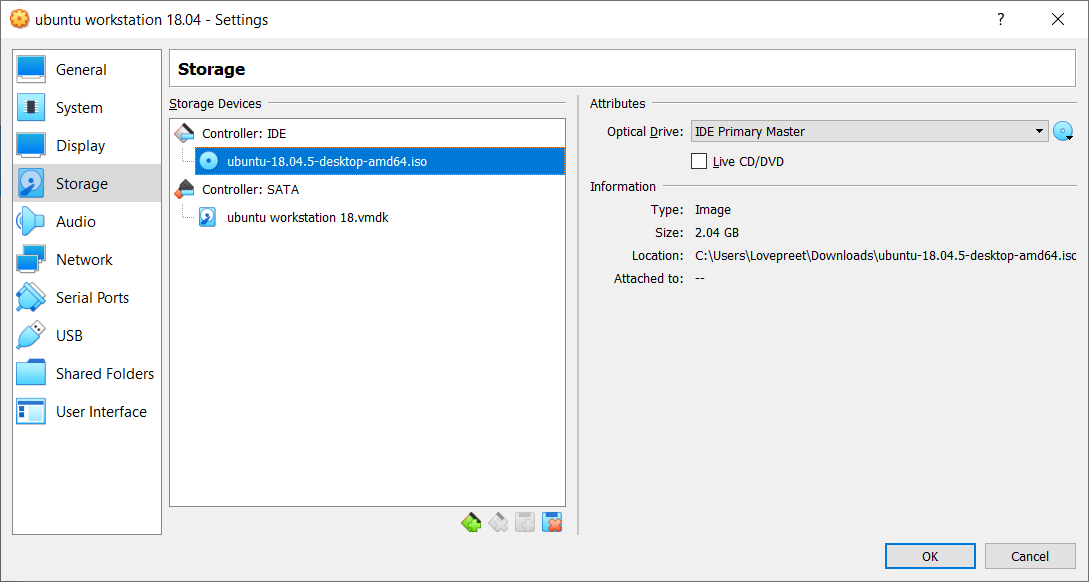 ubuntu workstation 18.04 - Settings
?
General
System
Display
Storage
Audio
Network
Serial Ports
USB
Shared Folders
User Interface
Storage
Storage Devices
Controller: IDE
ubuntu-18.04.5-desktop-amd64.iso
Controller: SATA
ubuntu workstation 18.vmdk
Attributes
Optical Drive: IDE Primary Master
Live CD/DVD
Information
Type: Image
Size: 2.04 GB
Location: C:\Users\Lovepreet\Downloads\ubuntu-18.04.5-desktop-amd64.iso
Attached to: --
OK Cancel